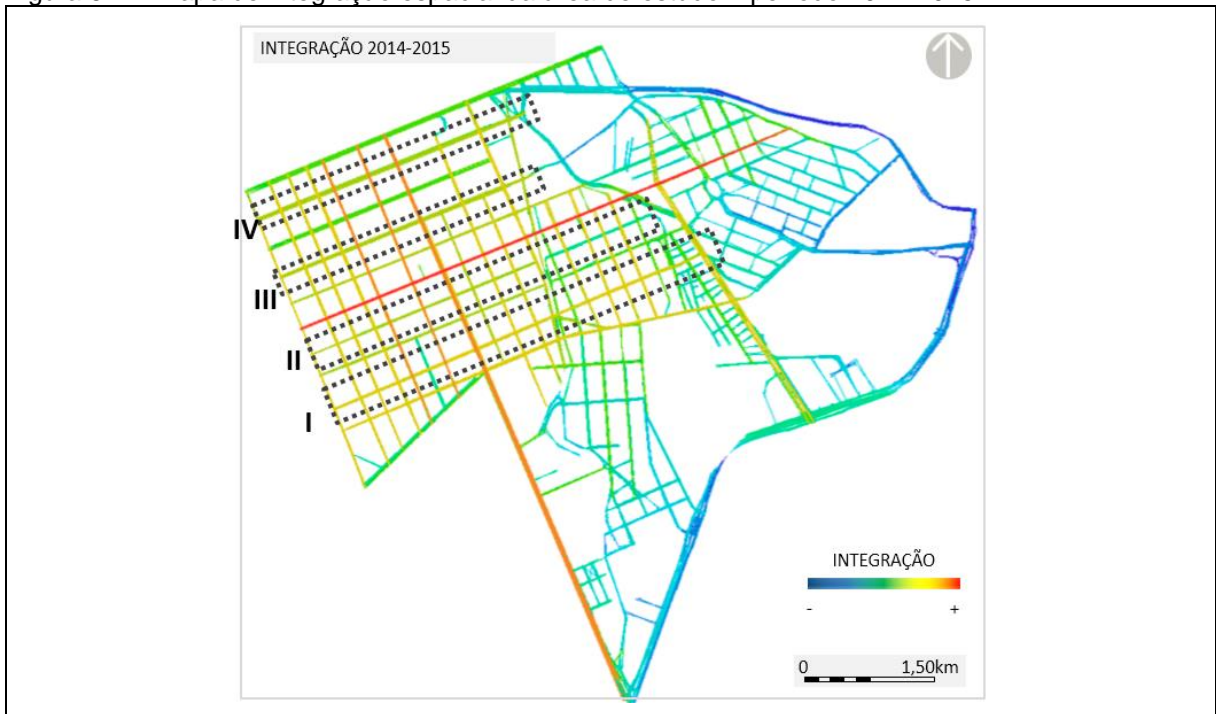 INTEGRAÇÃO 2014-2015
IV
III
II
I
INTEGRAÇÃO
- +
0 1,50km